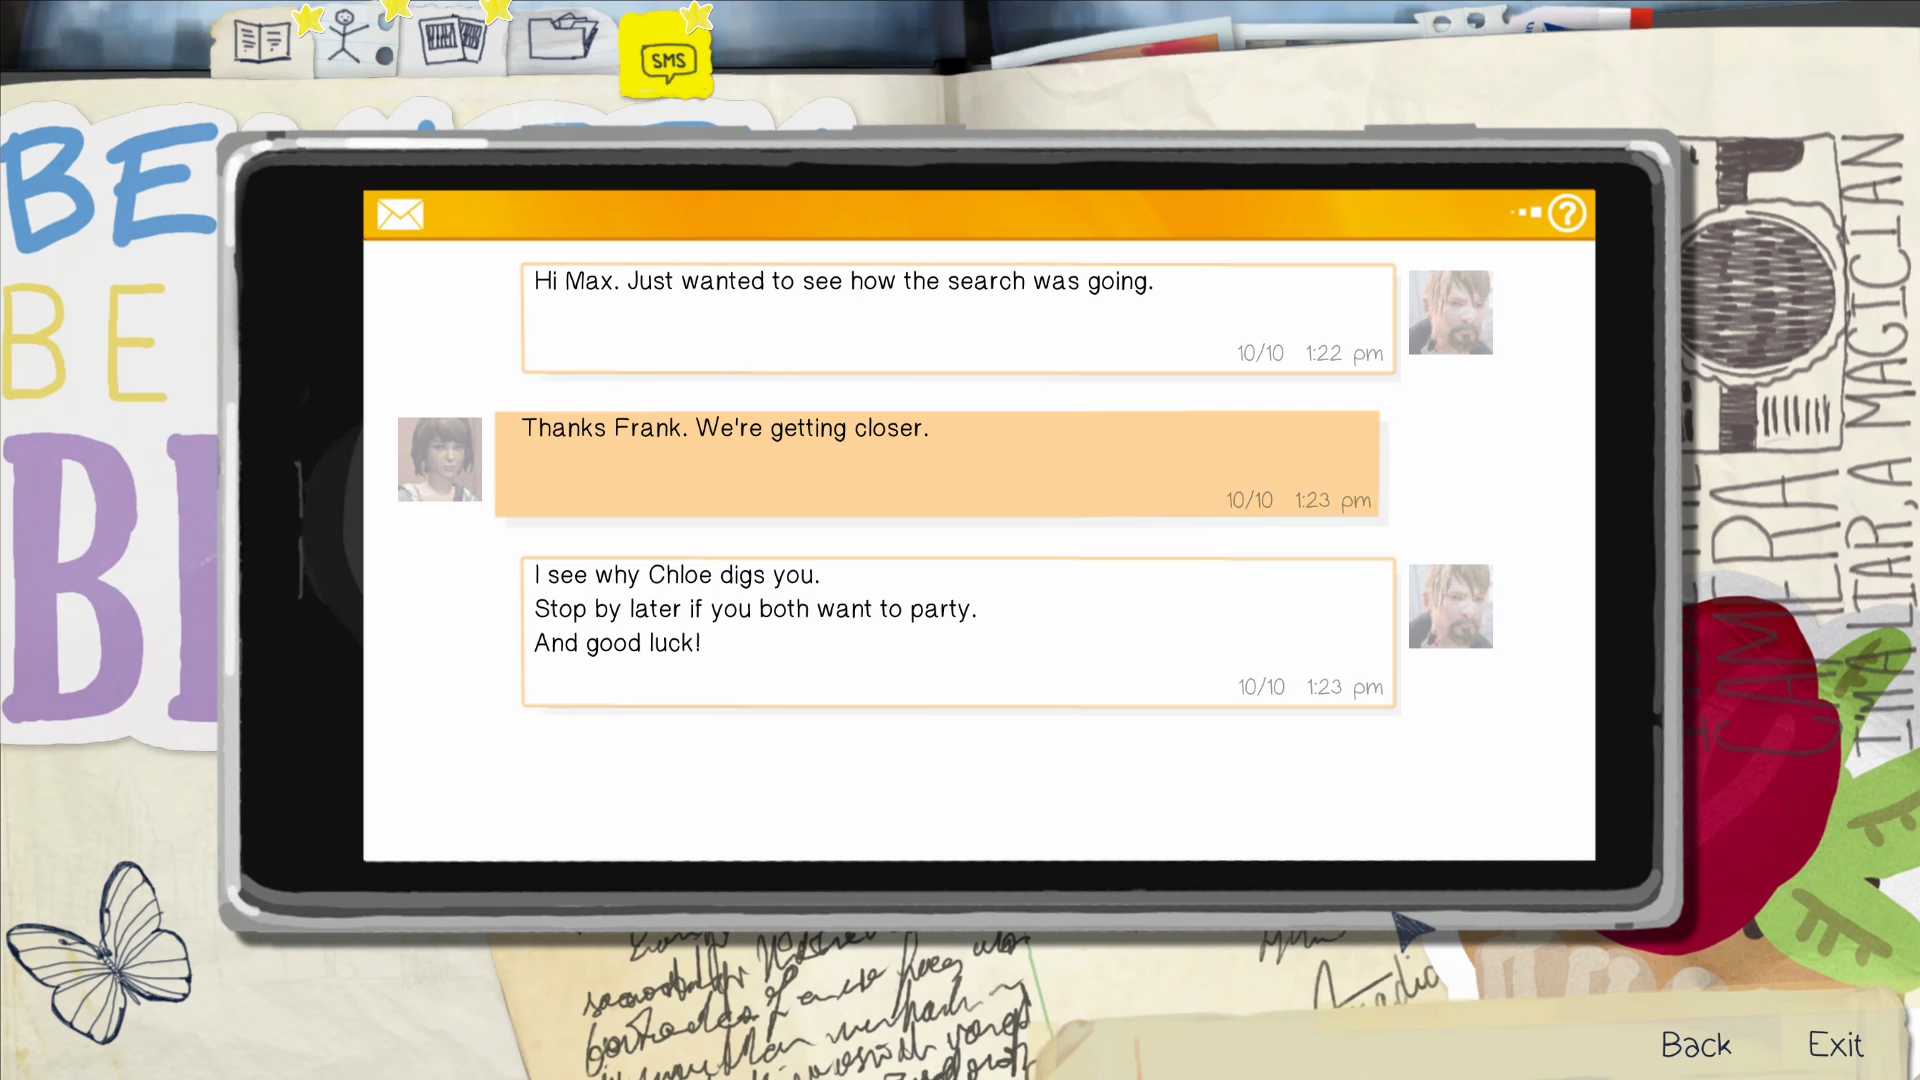 SMS
BE
BE
Hi Max. Just wanted to see how the search was going.
10/10 1:22 pm
Thanks Frank. We're getting closer.
10/10 1:23 pm
I see why Chloe digs you.
Stop by later if you both want to party.
And good luck!
10/10 1:23 pm
CAMERA
I'M A LIAR, A MAGICIAN
Back
Exit